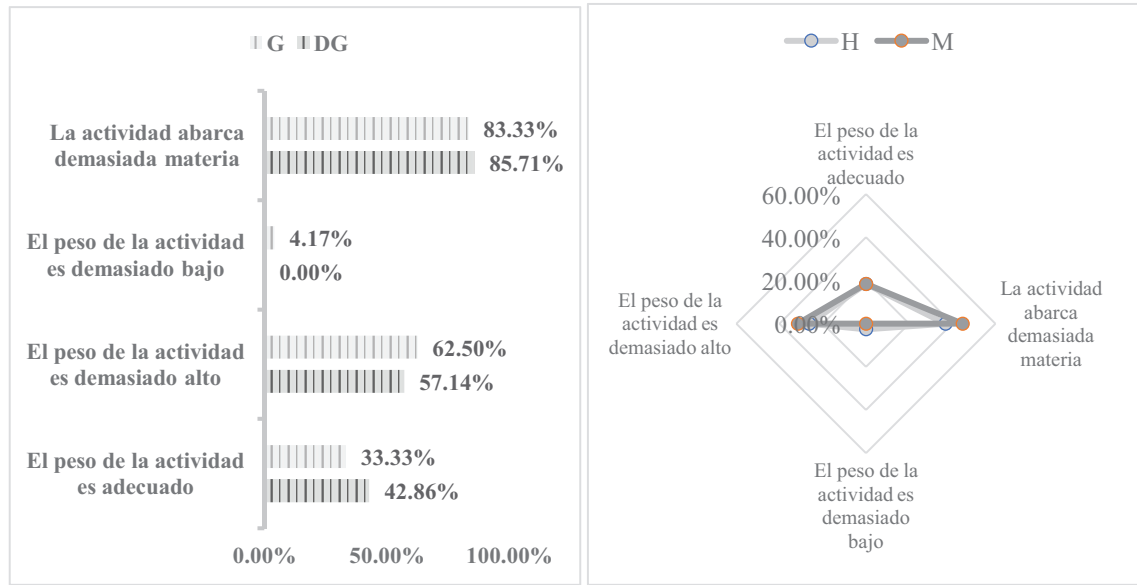 G DG
La actividad abarca
demasiada materia
83.33%
85.71%
El peso de la actividad
es demasiado bajo
4.17%
0.00%
El peso de la actividad
es demasiado alto
62.50%
57.14%
El peso de la actividad
es adecuado
33.33%
42.86%
0.00% 50.00% 100.00%
H M
El peso de la
actividad es
adecuado
60.00%
40.00%
20.00%
0.00%
La actividad
abarca
demasiada
materia
El peso de la
actividad es
demasiado alto
El peso de la
actividad es
demasiado
bajo